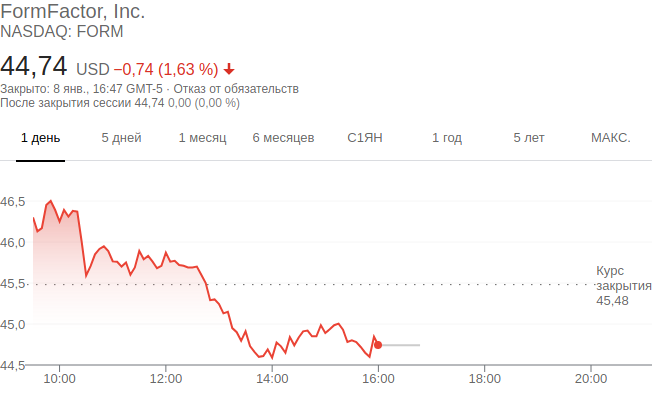 FormFactor, Inc.
NASDAQ: FORM
44,74 USD −0,74 (1,63 %)
Закрыто: 8 янв., 16:47 GMT-5 · Отказ от обязательств
После закрытия сессии 44,74 0,00 (0,00 %)
1 день 5 дней 1 месяц 6 месяцев С1ЯН 1 год 5 лет МАКС.
46,5
46,0
45,5
45,0
44,5
Курс
закрытия
45,48
10:00 12:00 14:00 16:00 18:00 20:00